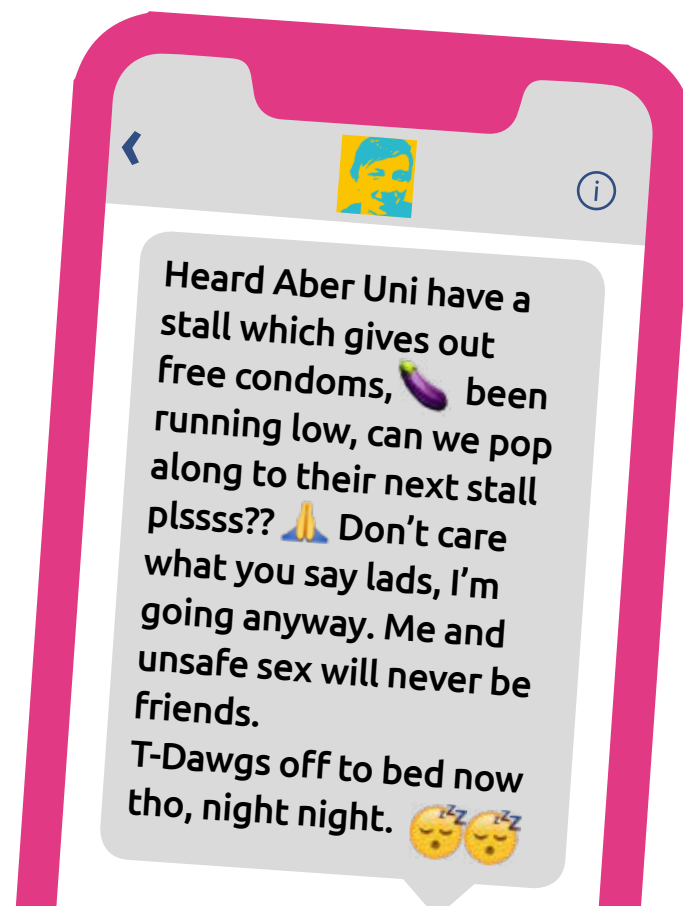 Heard Aber Uni have a
stall which gives out
free condoms,🍆 been
running low, can we pop
along to their next stall
plssss?? 🙏 Don’t care
what you say lads, I’m
going anyway. Me and
unsafe sex will never be
friends.
T-Dawgs off to bed now
tho, night night. 😴😴